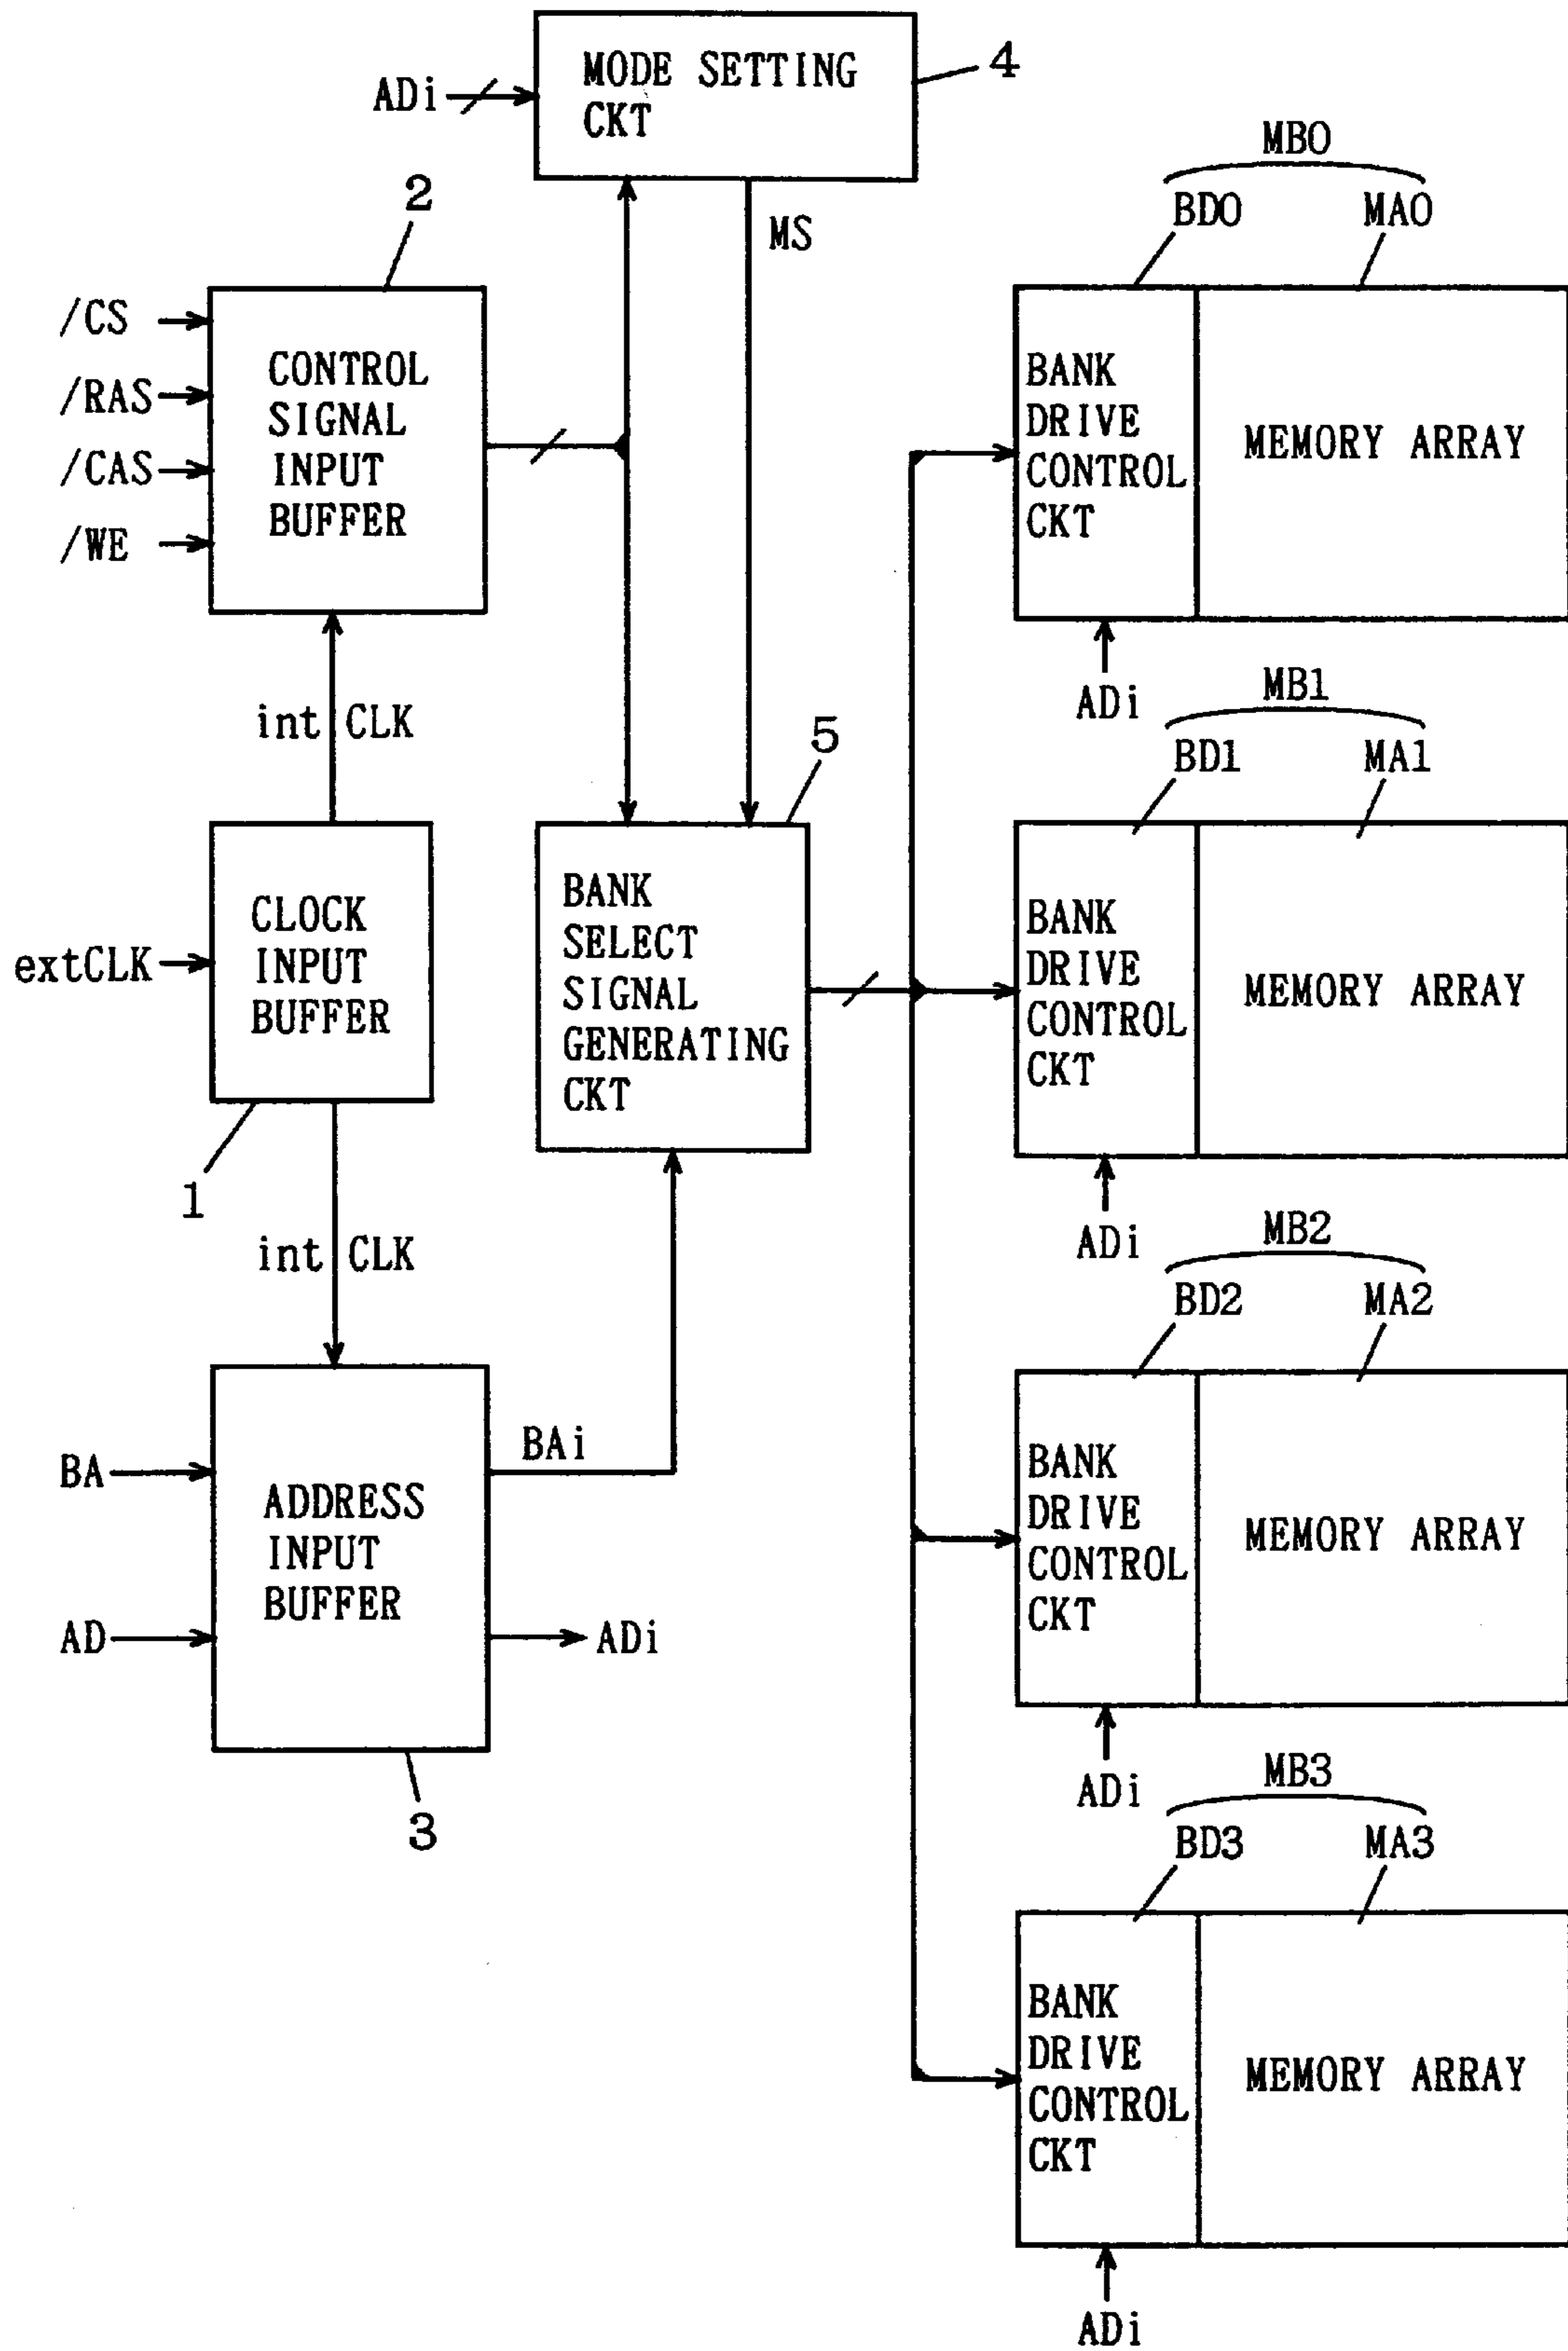 MODE SETTING
CKT
4
ADi
MS
2
/CS
/RAS
/CAS
/WE
CONTROL
SIGNAL
INPUT
BUFFER
int CLK
extCLK
CLOCK
INPUT
BUFFER
1
int CLK
5
BANK
SELECT
SIGNAL
GENERATING
CKT
BA
AD
ADDRESS
INPUT
BUFFER
BAi
ADi
3
MB0
BD0 MA0
BANK
DRIVE
CONTROL
CKT
MEMORY ARRAY
ADi
MB1
BD1 MA1
BANK
DRIVE
CONTROL
CKT
MEMORY ARRAY
ADi
MB2
BD2 MA2
BANK
DRIVE
CONTROL
CKT
MEMORY ARRAY
ADi
MB3
BD3 MA3
BANK
DRIVE
CONTROL
CKT
MEMORY ARRAY
ADi